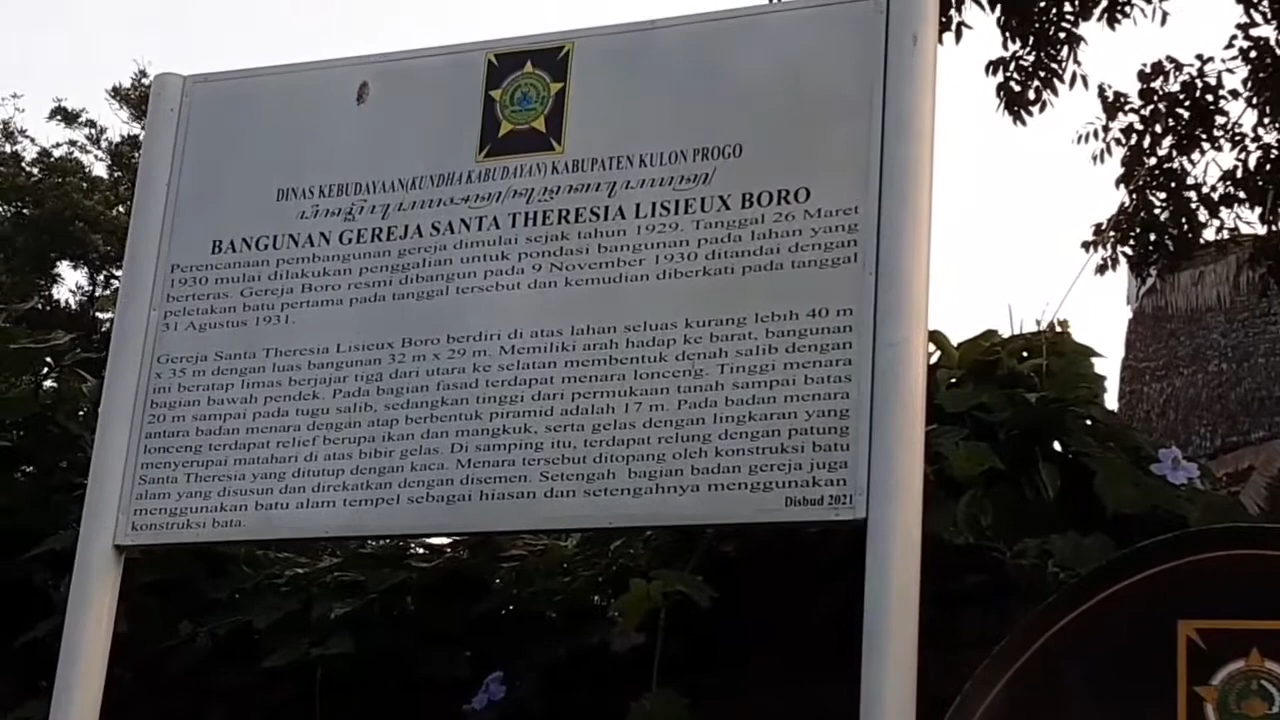 DINAS KEBUDAYAAN(KUNDHA KABUDAYAN) KABUPATEN KULON PROGO
BANGUNAN GEREJA SANTA THERESIA LISIEUX BORO
Perencanaan pembangunan gereja dimulai sejak tahun 1929. Tanggal 26 Maret
1930 mulai dilakukan penggalian untuk pondasi bangunan pada lahan yang
berteras. Gereja Boro resmi dibangun pada 9 November 1930 ditandai dengan
peletakan batu pertama pada tanggal tersebut dan kemudian diberkati pada tanggal
31 Agustus 1931.
Gereja Santa Theresia Lisieux Boro berdiri di atas lahan seluas kurang lebih 40 m
x 35 m dengan luas bangunan 32 m x 29 m. Memiliki arah hadap ke barat, bangunan
ini beratap limas berjajar tiga dari utara ke selatan membentuk denah salib dengan
bagian bawah pendek. Pada bagian fasad terdapat menara lonceng. Tinggi menara
20 m sampai pada tugu salib, sedangkan tinggi dari permukaan tanah sampai batas
antara badan menara dengan atap berbentuk piramid adalah 17 m. Pada badan menara
lonceng terdapat relief berupa ikan dan mangkuk, serta gelas dengan lingkaran yang
menyerupai matahari di atas bibir gelas. Di samping itu, terdapat relung dengan patung
Santa Theresia yang ditutup dengan kaca. Menara tersebut ditopang oleh konstruksi batu
alam yang disusun dan direkatkan dengan disemen. Setengah bagian badan gereja juga
menggunakan batu alam tempel sebagai hiasan dan setengahnya menggunakan
konstruksi bata.
Disbud 2021